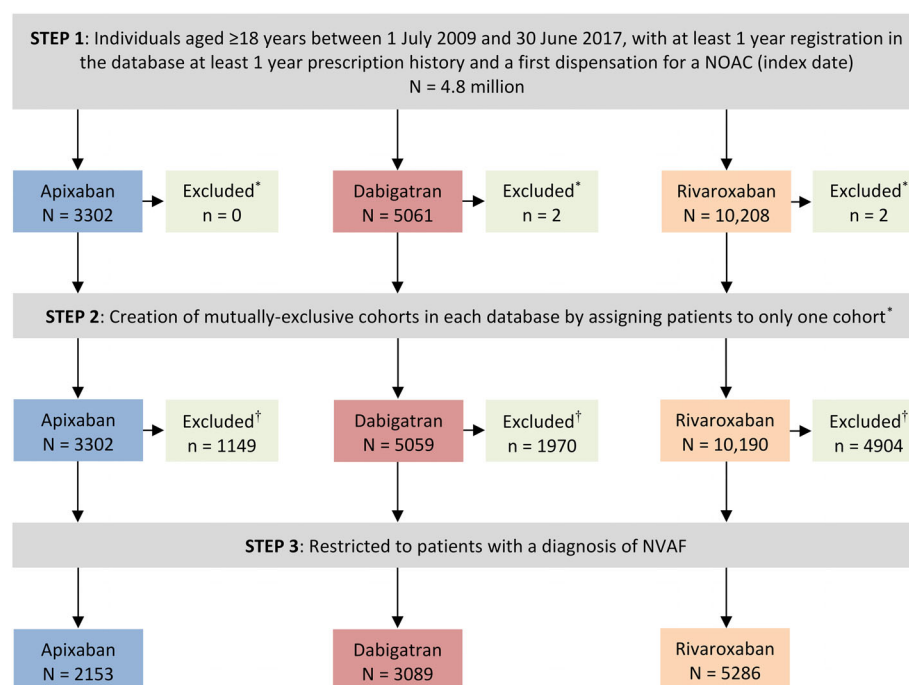 STEP 1: Individuals aged ≥18 years between 1 July 2009 and 30 June 2017, with at least 1 year registration in
the database at least 1 year prescription history and a first dispensation for a NOAC (index date)
N = 4.8 million
Apixaban
N = 3302
Excluded*
n = 0
Dabigatran
N = 5061
Excluded*
n = 2
Rivaroxaban
N = 10,208
Excluded*
n = 2
STEP 2: Creation of mutually-exclusive cohorts in each database by assigning patients to only one cohort*
Apixaban
N = 3302
Excluded†
n = 1149
Dabigatran
N = 5059
Excluded†
n = 1970
Rivaroxaban
N = 10,190
Excluded†
n = 4904
STEP 3: Restricted to patients with a diagnosis of NVAF
Apixaban
N = 2153
Dabigatran
N = 3089
Rivaroxaban
N = 5286